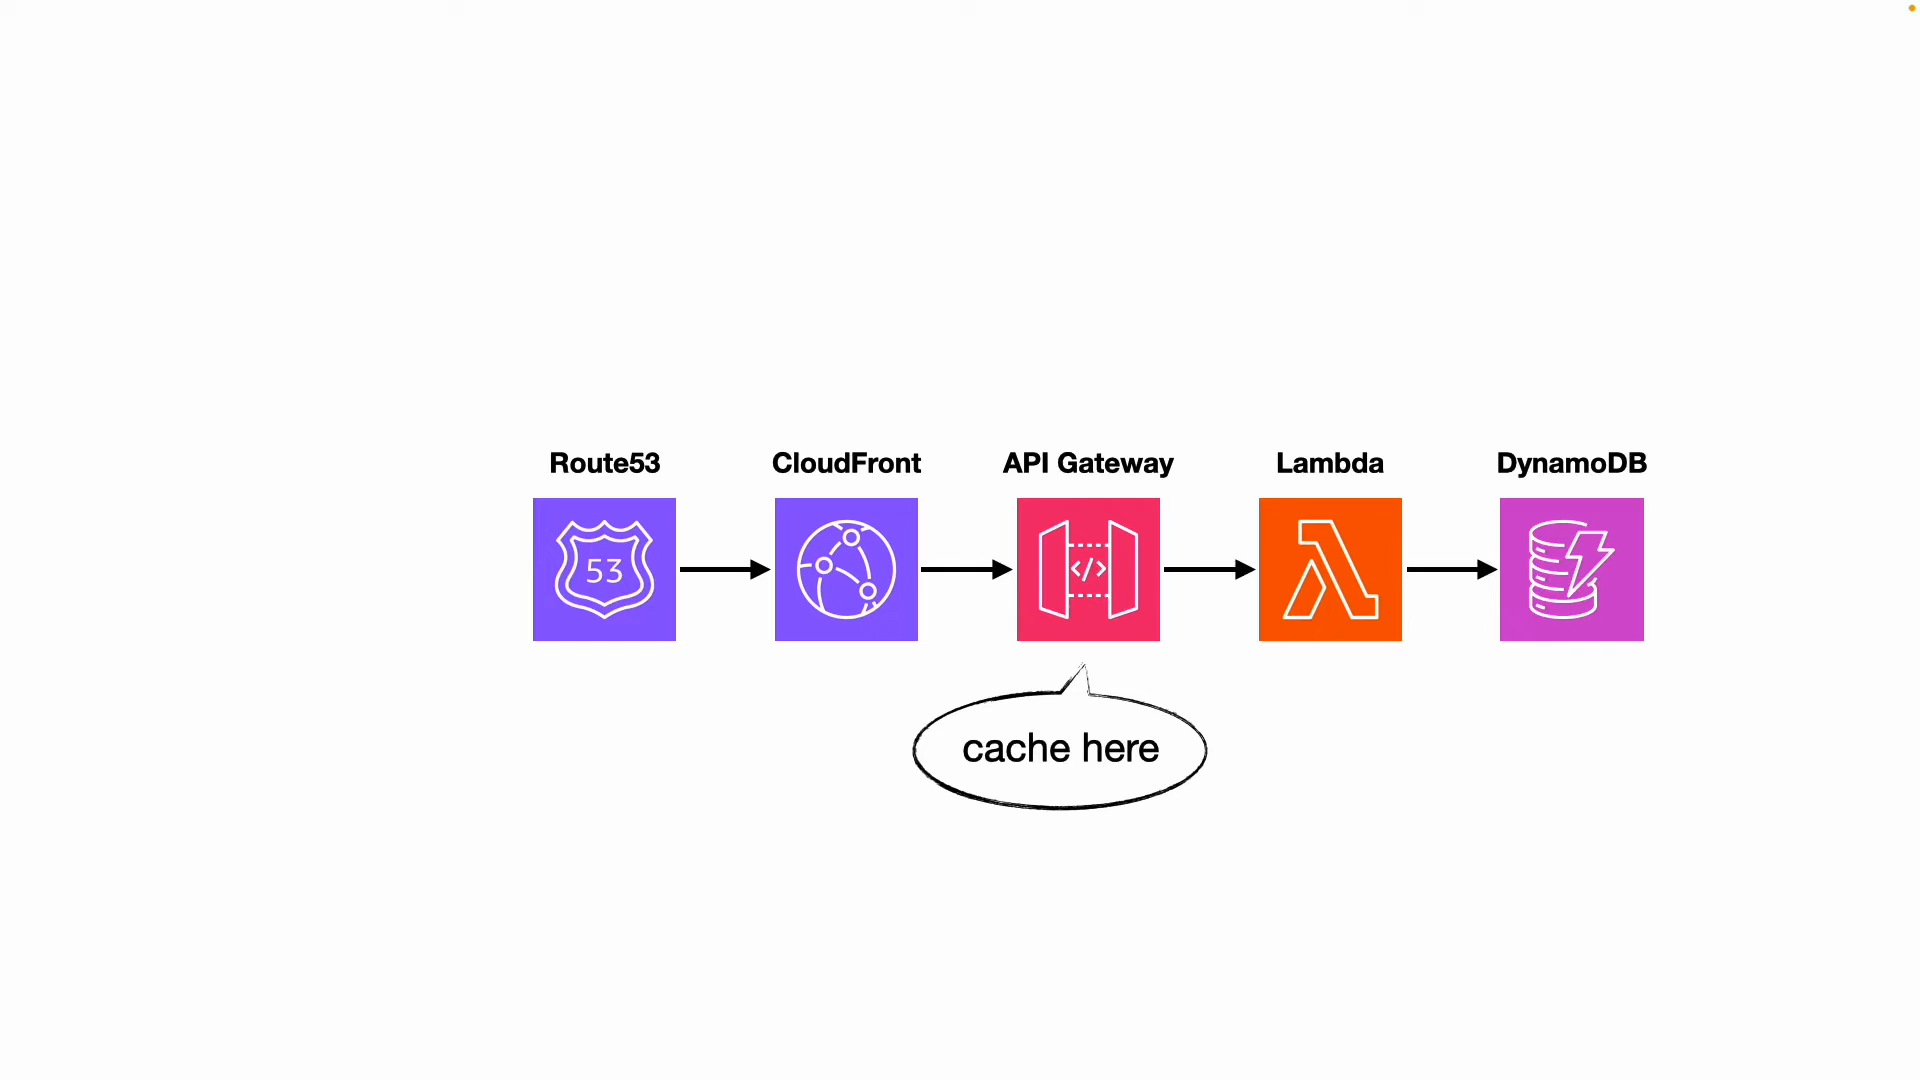 Route53
CloudFront
API Gateway
Lambda
DynamoDB
53
</>
cache here